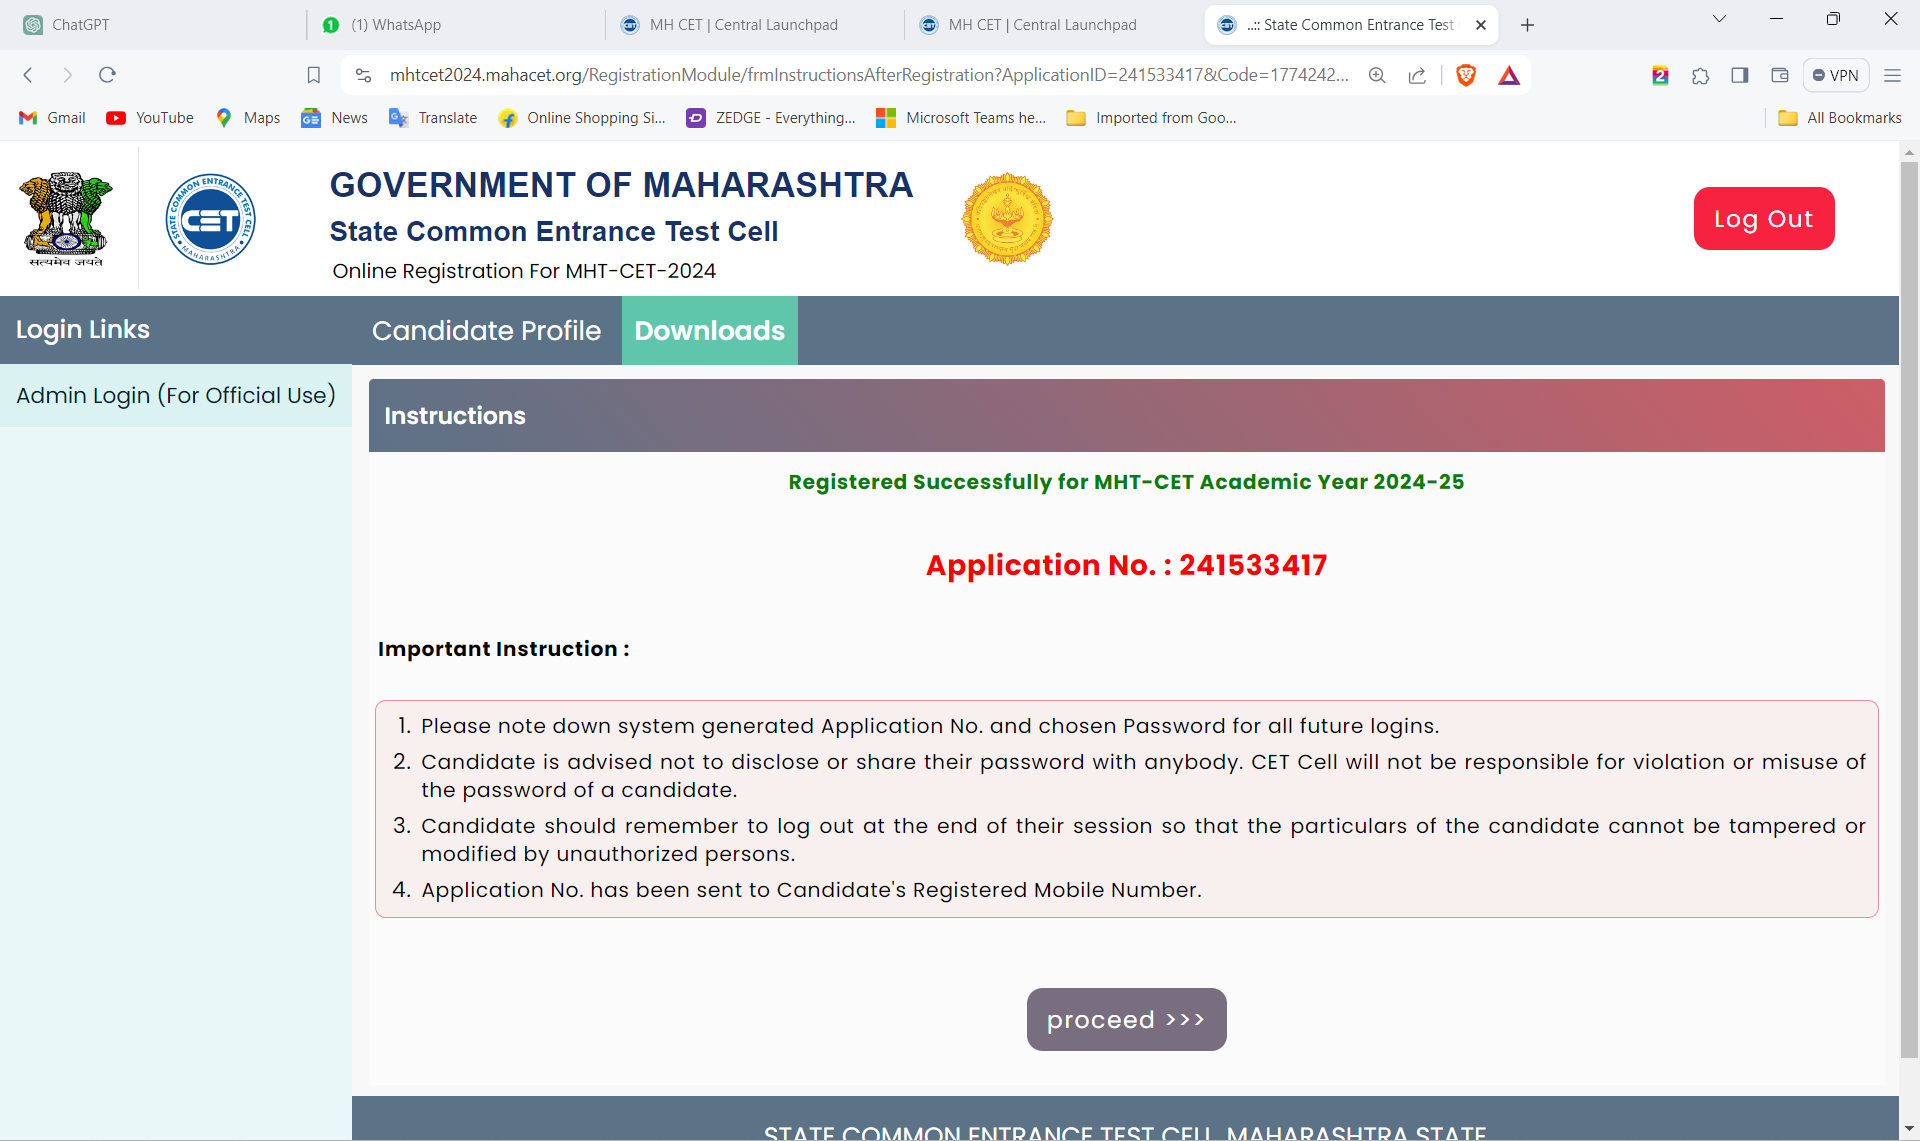 ChatGPT
1 (1) WhatsApp
MH CET | Central Launchpad
MH CET | Central Launchpad
..:: State Common Entrance Test
mhtcet2024.mahacet.org/RegistrationModule/frmInstructionsAfterRegistration?ApplicationID=241533417&Code=1774242...
2
VPN
Gmail
YouTube
Maps
News
Translate
Online Shopping Si...
ZEDGE - Everything...
Microsoft Teams he...
Imported from Goo...
All Bookmarks
सत्यमेव जयते
STATE COMMON ENTRANCE TEST CELL
CET
MAHARASHTRA
GOVERNMENT OF MAHARASHTRA
State Common Entrance Test Cell
Online Registration For MHT-CET-2024
Log Out
Login Links
Candidate Profile
Downloads
Admin Login (For Official Use)
Instructions
Registered Successfully for MHT-CET Academic Year 2024-25
Application No. : 241533417
Important Instruction :
1. Please note down system generated Application No. and chosen Password for all future logins.
2. Candidate is advised not to disclose or share their password with anybody. CET Cell will not be responsible for violation or misuse of
the password of a candidate.
3. Candidate should remember to log out at the end of their session so that the particulars of the candidate cannot be tampered or
modified by unauthorized persons.
4. Application No. has been sent to Candidate's Registered Mobile Number.
proceed >>>
STATE COMMON ENTRANCE TEST CELL, MAHARASHTRA STATE